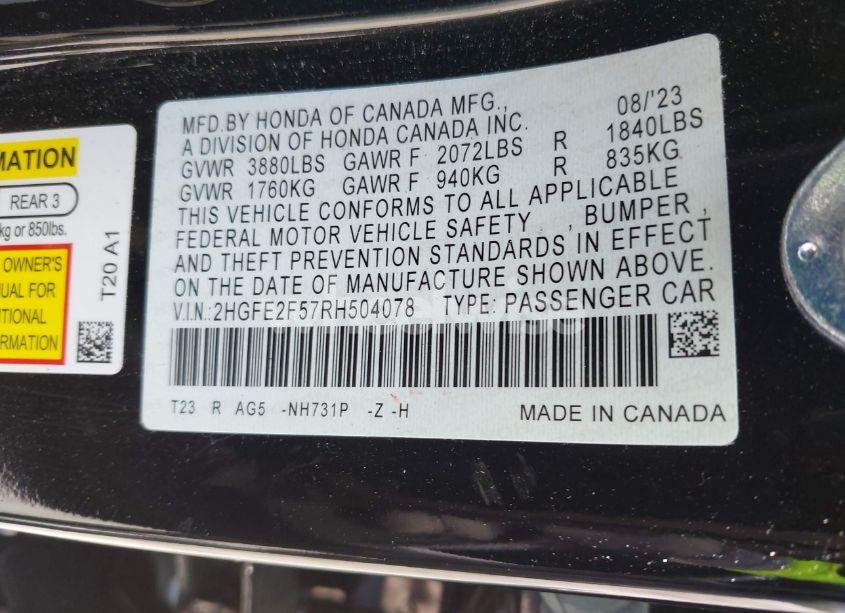 MATION
REAR 3
kg or 850lbs.
OWNER'S
UAL FOR
ITIONAL
RMATION
T20 A1
MFD.BY HONDA OF CANADA MFG., 08/'23
A DIVISION OF HONDA CANADA INC.
GVWR 3880LBS GAWR F 2072LBS R 1840LBS
GVWR 1760KG GAWR F 940KG R 835KG
THIS VEHICLE CONFORMS TO ALL APPLICABLE
FEDERAL MOTOR VEHICLE SAFETY , BUMPER ,
AND THEFT PREVENTION STANDARDS IN EFFECT
ON THE DATE OF MANUFACTURE SHOWN ABOVE.
V.I.N.:2HGFE2F57RH504078 TYPE: PASSENGER CAR
T23 R AG5 -NH731P -Z -H MADE IN CANADA